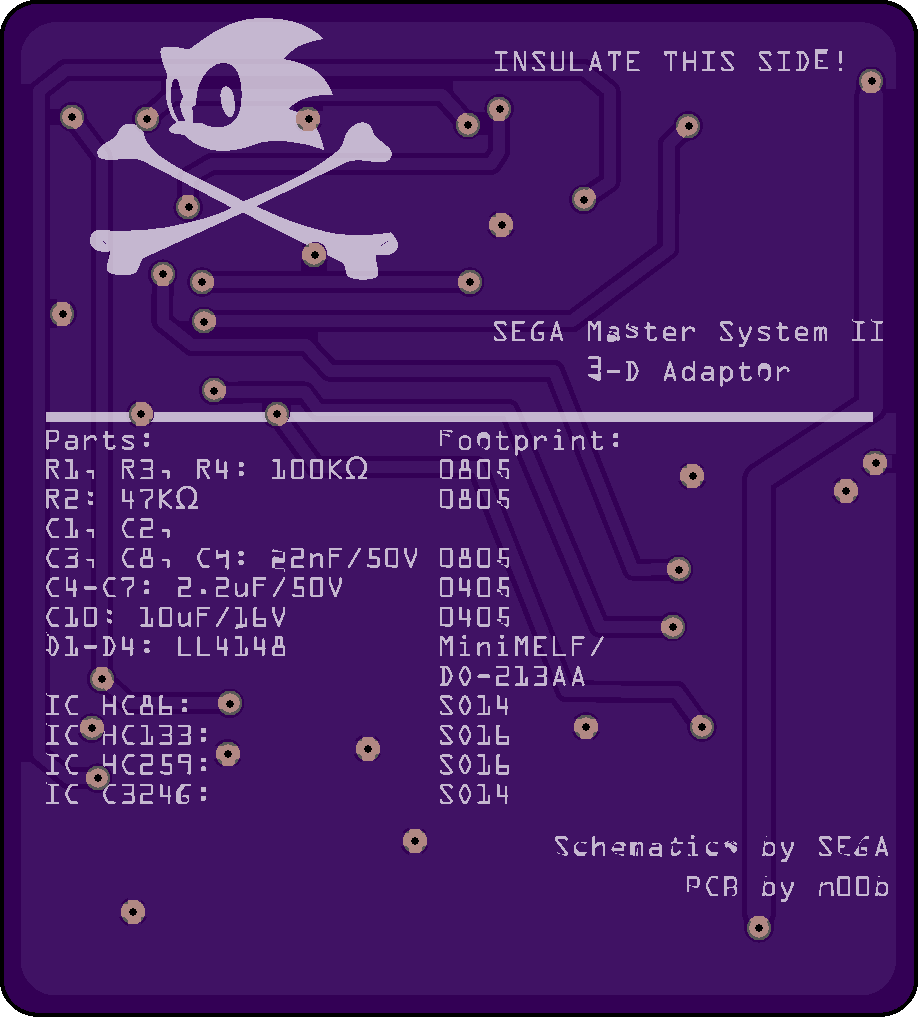 INSULATE THIS SIDE!
SEGA Master System II
3-D Adaptor
Parts: Footprint:
R1, R3, R4: 100KΩ 0805
R2: 47KΩ 0805
C1, C2,
C3, C8, C9: 22nF/50V 0805
C4-C7: 2.2uF/50V 0405
C10: 10uF/16V 0405
D1-D4: LL4148 MiniMELF/
DO-213AA
IC HC86: SO14
IC HC133: SO16
IC HC259: SO16
IC C3246: SO14
Schematics by SEGA
PCB by n00b